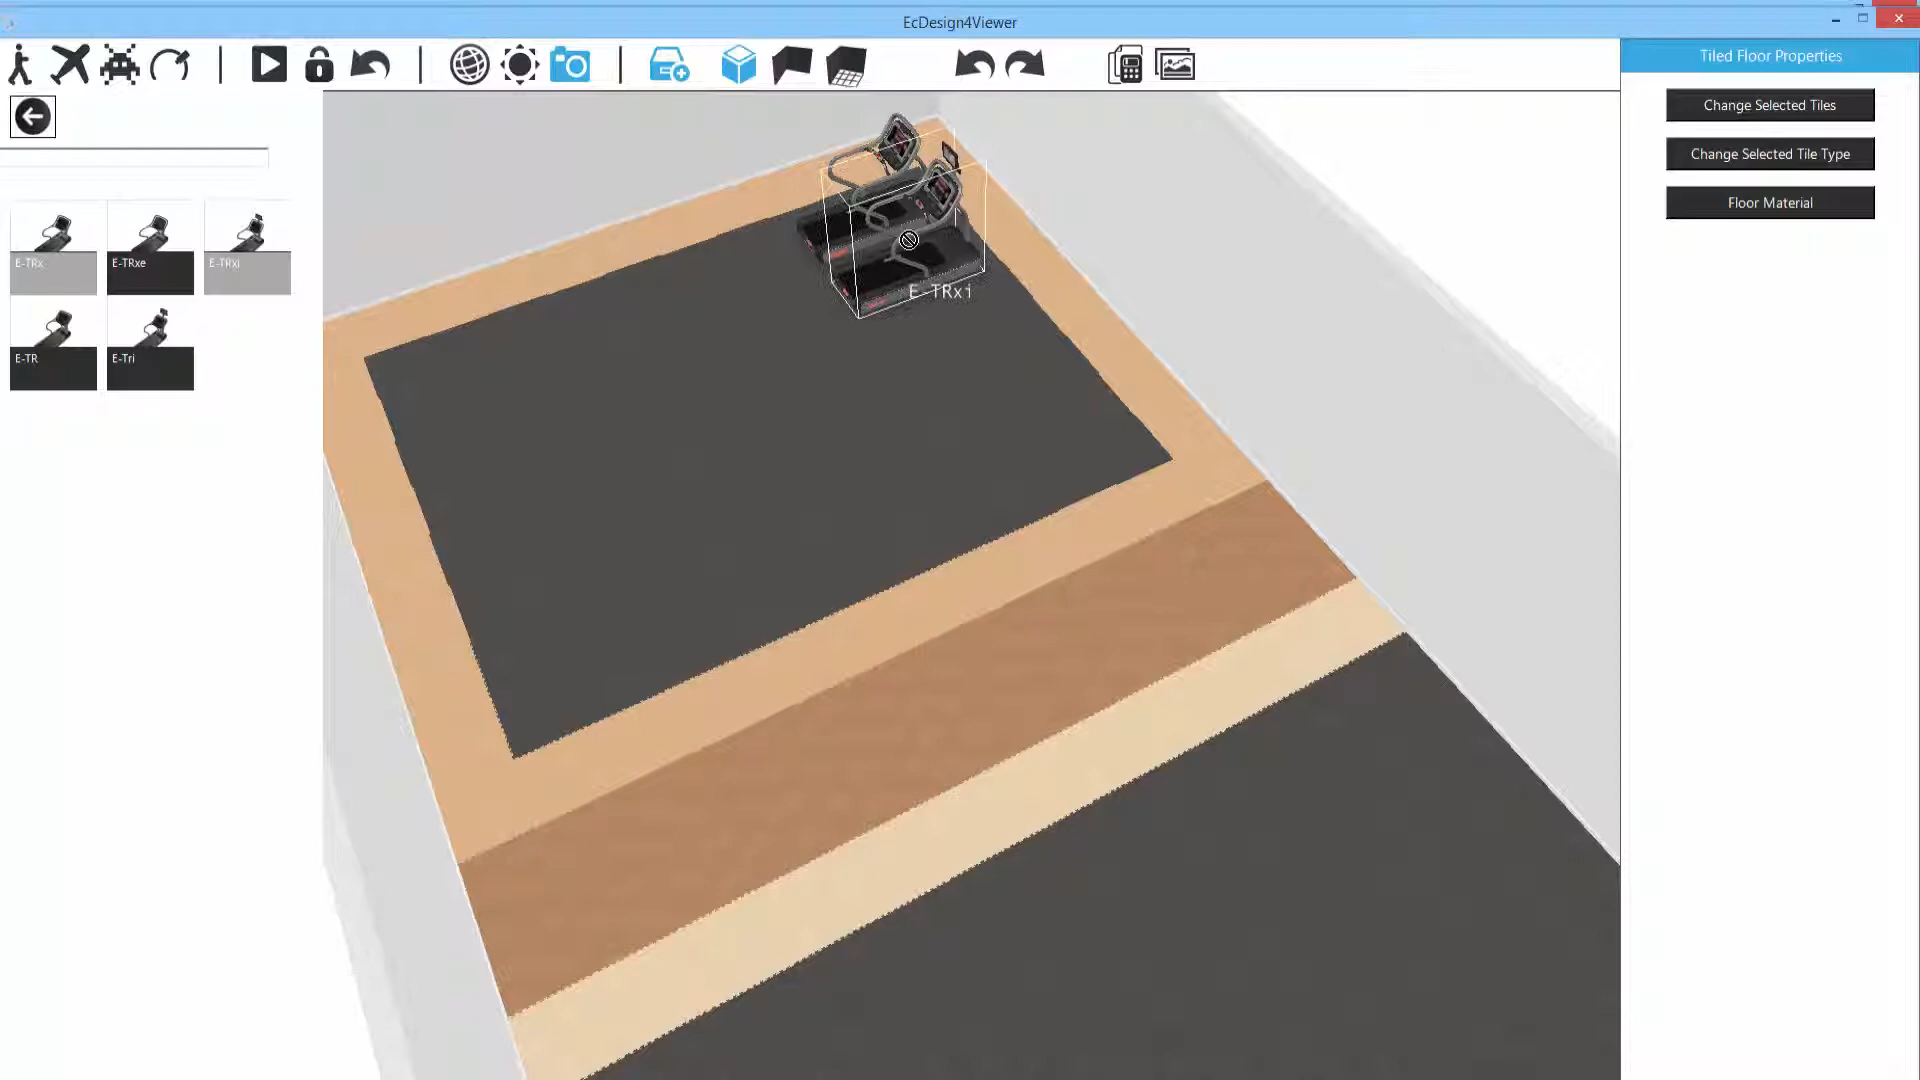 EcDesign4Viewer
Tiled Floor Properties
Change Selected Tiles
Change Selected Tile Type
Floor Material
E-TRx
E-TRxe
E-TRxi
E-TR
E-Tri
E-TRxi